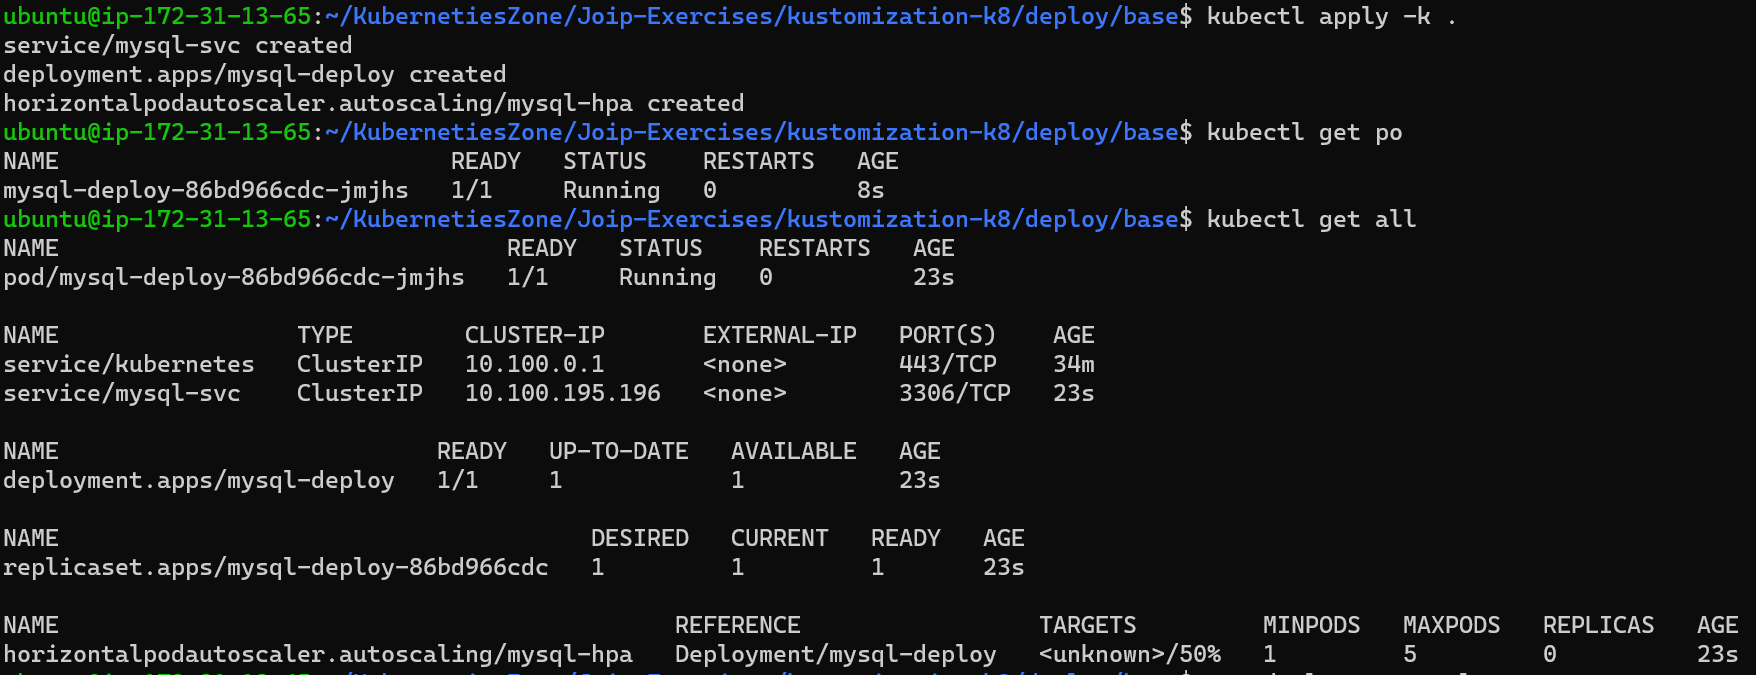 ubuntu@ip-172-31-13-65:~/KubernetiesZone/Joip-Exercises/kustomization-k8/deploy/base$ kubectl apply -k .
service/mysql-svc created
deployment.apps/mysql-deploy created
horizontalpodautoscaler.autoscaling/mysql-hpa created
ubuntu@ip-172-31-13-65:~/KubernetiesZone/Joip-Exercises/kustomization-k8/deploy/base$ kubectl get po
NAME READY STATUS RESTARTS AGE
mysql-deploy-86bd966cdc-jmjhs 1/1 Running 0 8s
ubuntu@ip-172-31-13-65:~/KubernetiesZone/Joip-Exercises/kustomization-k8/deploy/base$ kubectl get all
NAME READY STATUS RESTARTS AGE
pod/mysql-deploy-86bd966cdc-jmjhs 1/1 Running 0 23s
NAME TYPE CLUSTER-IP EXTERNAL-IP PORT(S) AGE
service/kubernetes ClusterIP 10.100.0.1 <none> 443/TCP 34m
service/mysql-svc ClusterIP 10.100.195.196 <none> 3306/TCP 23s
NAME READY UP-TO-DATE AVAILABLE AGE
deployment.apps/mysql-deploy 1/1 1 1 23s
NAME DESIRED CURRENT READY AGE
replicaset.apps/mysql-deploy-86bd966cdc 1 1 1 23s
NAME REFERENCE TARGETS MINPODS MAXPODS REPLICAS AGE
horizontalpodautoscaler.autoscaling/mysql-hpa Deployment/mysql-deploy <unknown>/50% 1 5 0 23s